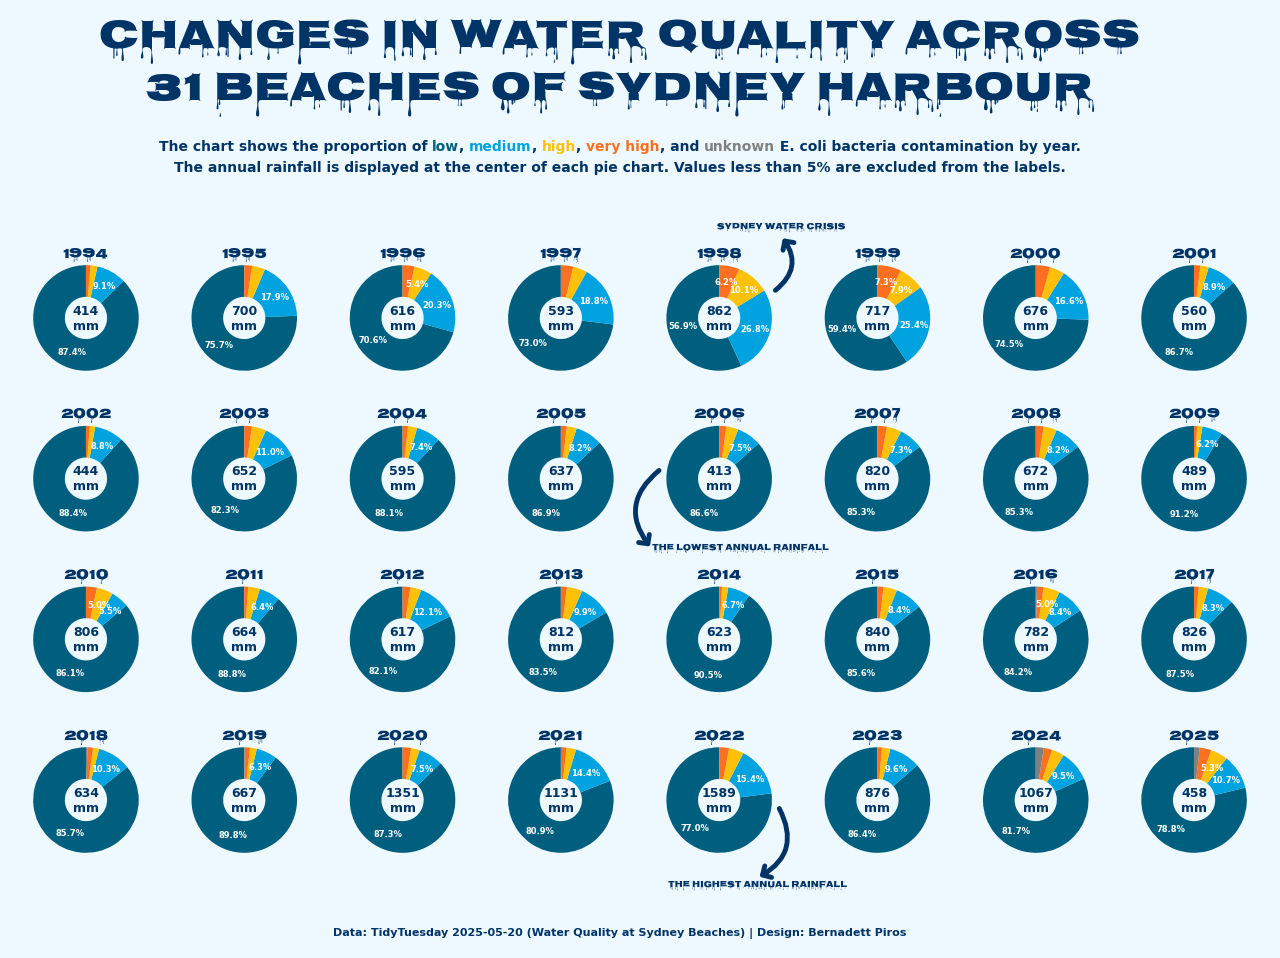 CHANGES IN WATER QUALITY ACROSS
31 BEACHES OF SYDNEY HARBOUR
The chart shows the proportion of low, medium, high, very high, and unknown E. coli bacteria contamination by year.
The annual rainfall is displayed at the center of each pie chart. Values less than 5% are excluded from the labels.
SYDNEY WATER CRISIS
1994 1995 1996 1997 1998 1999 2000 2001
9.1% 17.9% 5.4% 20.3% 18.8% 6.2% 10.1% 26.8% 7.3% 7.9% 25.4% 16.6% 8.9%
414 700 616 593 862 717 676 560
mm mm mm mm mm mm mm mm
87.4% 75.7% 70.6% 73.0% 56.9% 59.4% 74.5% 86.7%
2002 2003 2004 2005 2006 2007 2008 2009
8.8% 11.0% 7.4% 8.2% 7.5% 7.3% 8.2% 6.2%
444 652 595 637 413 820 672 489
mm mm mm mm mm mm mm mm
88.4% 82.3% 88.1% 86.9% 86.6% 85.3% 85.3% 91.2%
THE LOWEST ANNUAL RAINFALL
2010 2011 2012 2013 2014 2015 2016 2017
5.0% 5.5% 6.4% 12.1% 9.9% 6.7% 8.4% 5.0% 8.4% 8.3%
806 664 617 812 623 840 782 826
mm mm mm mm mm mm mm mm
86.1% 88.8% 82.1% 83.5% 90.5% 85.6% 84.2% 87.5%
2018 2019 2020 2021 2022 2023 2024 2025
10.3% 6.3% 7.5% 14.4% 15.4% 9.6% 9.5% 5.3% 10.7%
634 667 1351 1131 1589 876 1067 458
mm mm mm mm mm mm mm mm
85.7% 89.8% 87.3% 80.9% 77.0% 86.4% 81.7% 78.8%
THE HIGHEST ANNUAL RAINFALL
Data: TidyTuesday 2025-05-20 (Water Quality at Sydney Beaches) | Design: Bernadett Piros